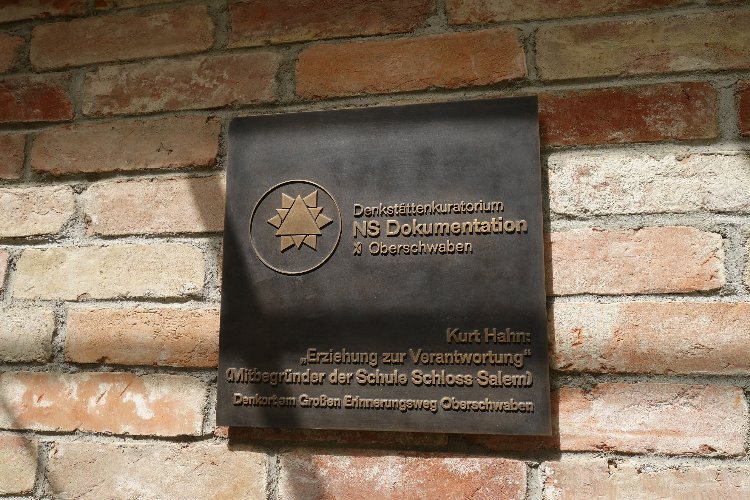 Denkstättenkuratorium
NS Dokumentation
Oberschwaben
Kurt Hahn:
„Erziehung zur Verantwortung“
(Mitbegründer der Schule Schloss Salem)
Denkort am Großen Erinnerungsweg Oberschwaben